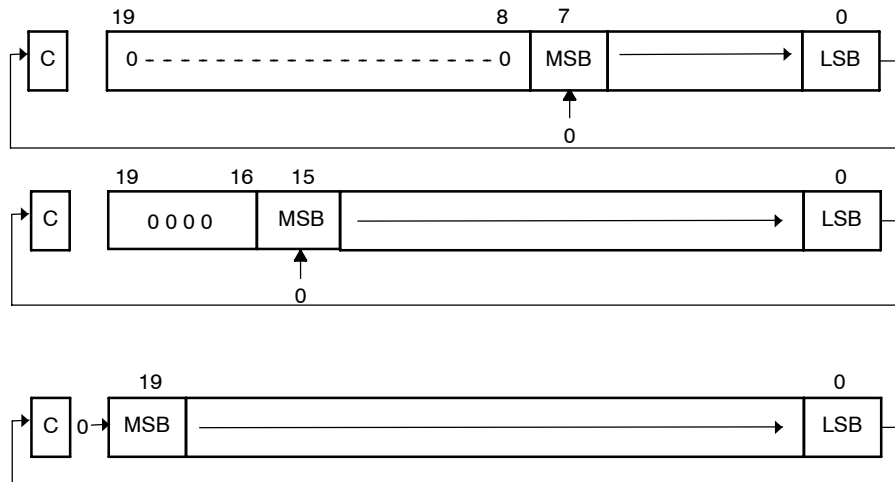 19 8 7 0
C 0 - - - - - - - - - - - - - - - - - - - 0 MSB LSB
0
19 16 15 0
C 0 0 0 0 MSB LSB
0
19 0
C 0 MSB LSB